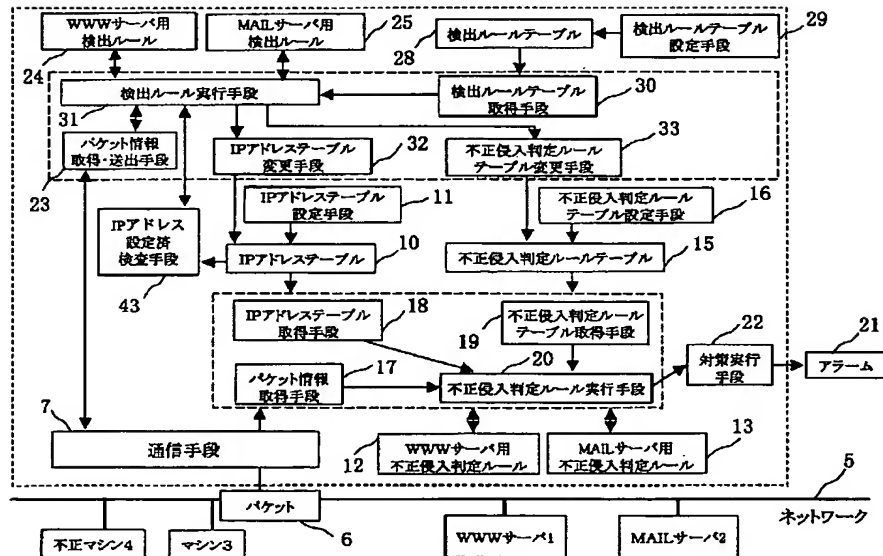 WWWサーバ用
検出ルール
24
MAILサーバ用
検出ルール
25
28
検出ルールテーブル
検出ルールテーブル
設定手段
29
検出ルール実行手段
31
検出ルールテーブル
取得手段
30
パケット情報
取得・送出手段
23
IPアドレステーブル
変更手段
32
不正侵入判定ルール
テーブル変更手段
33
IPアドレステーブル
設定手段
11
不正侵入判定ルール
テーブル設定手段
16
IPアドレス
設定済
検査手段
43
IPアドレステーブル
10
不正侵入判定ルールテーブル
15
IPアドレステーブル
取得手段
18
19
不正侵入判定ルール
テーブル取得手段
パケット情報
取得手段
17
20
不正侵入判定ルール実行手段
対策実行
手段
22
アラーム
21
7
通信手段
12
WWWサーバ用
不正侵入判定ルール
MAILサーバ用
不正侵入判定ルール
13
5
ネットワーク
パケット
6
不正マシン4
マシン3
WWWサーバ1
MAILサーバ2